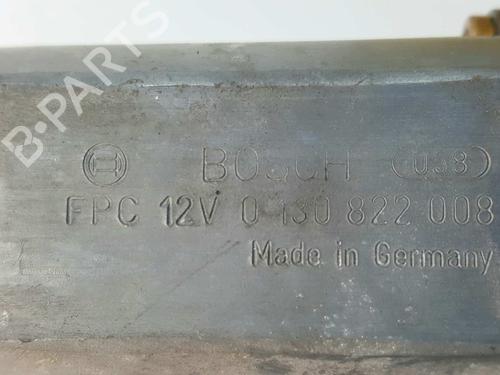 BOSCH (038)
FPC 12V 0 130 822 008
Made in Germany
B-PARTS